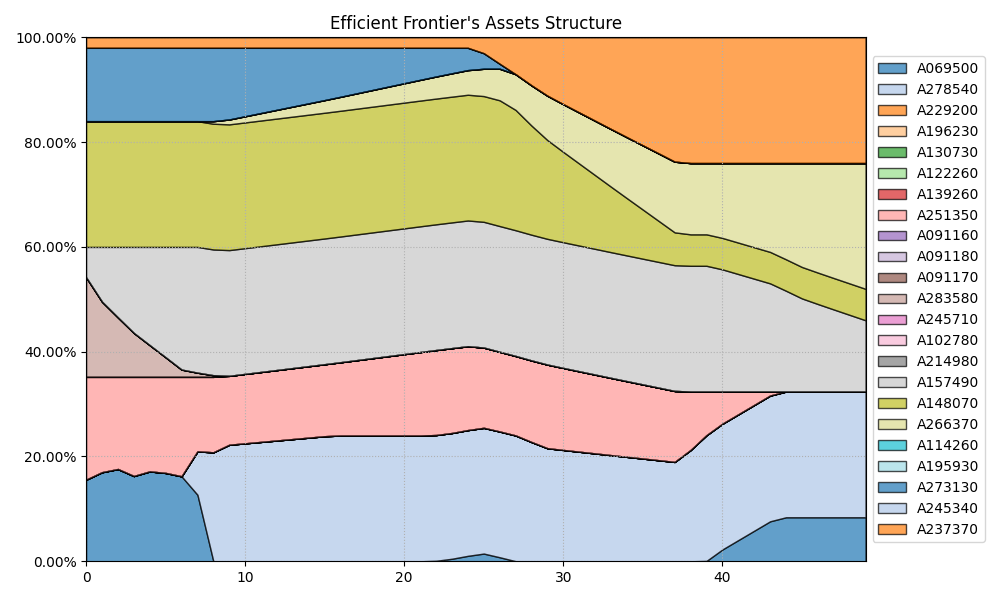 Efficient Frontier's Assets Structure
100.00%
80.00%
60.00%
40.00%
20.00%
0.00%
0
10
20
30
40
A069500
A278540
A229200
A196230
A130730
A122260
A139260
A251350
A091160
A091180
A091170
A283580
A245710
A102780
A214980
A157490
A148070
A266370
A114260
A195930
A273130
A245340
A237370